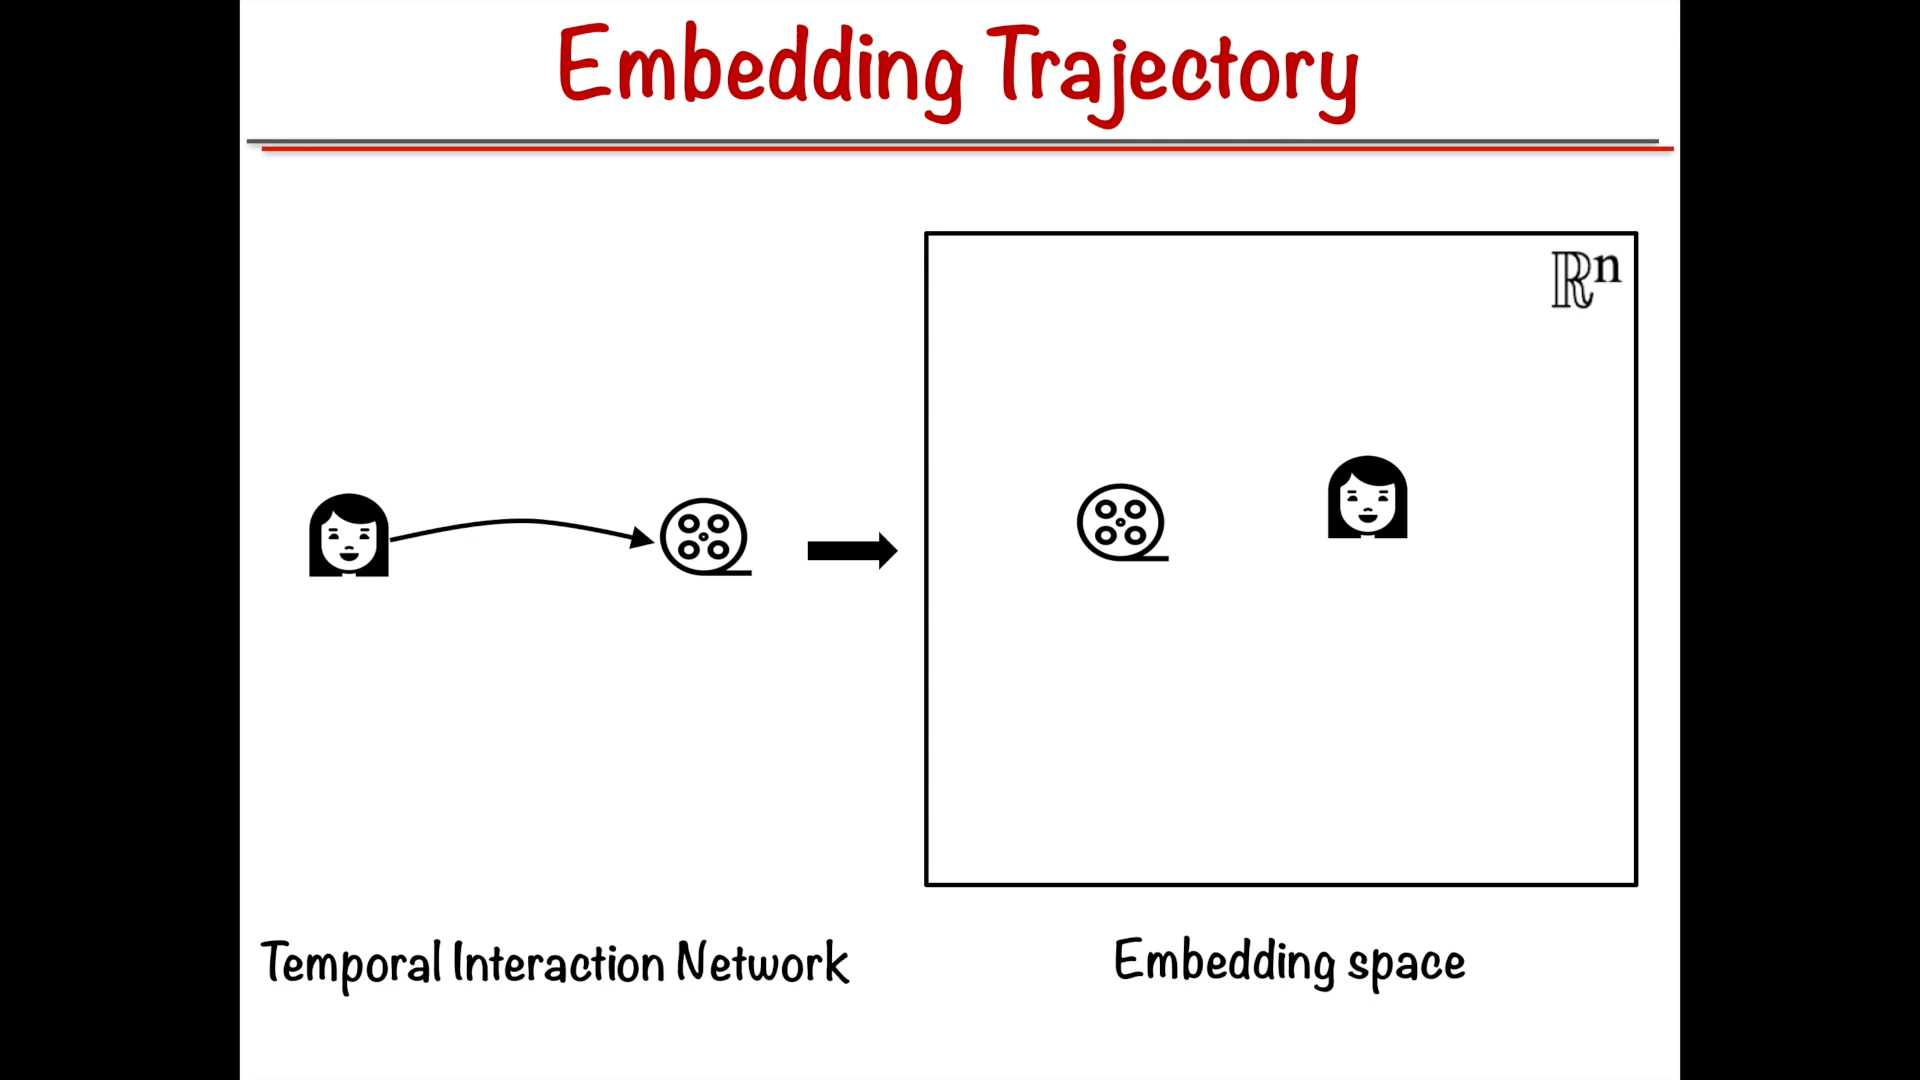 Embedding Trajectory
ℝⁿ
Temporal Interaction Network
Embedding space